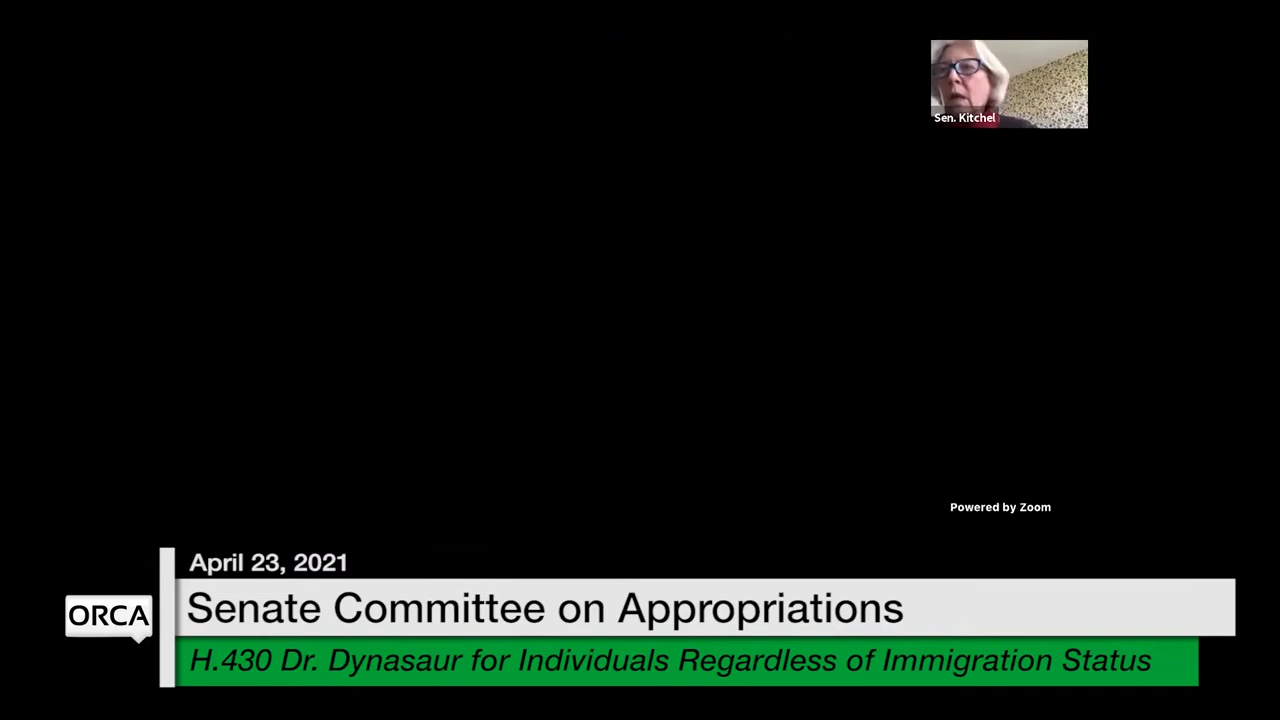 Sen. Kitchel
Powered by Zoom
April 23, 2021
Senate Committee on Appropriations
ORCA
H.430 Dr. Dynasaur for Individuals Regardless of Immigration Status